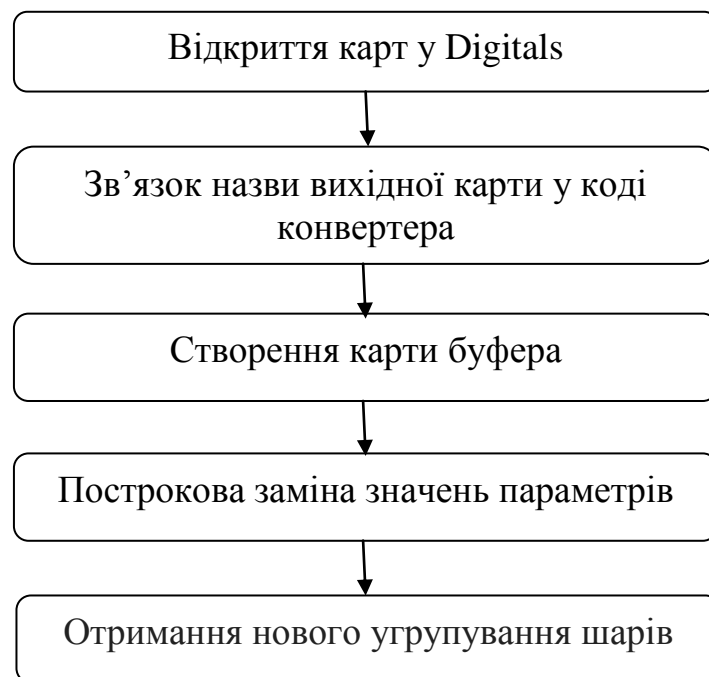 Відкриття карт у Digitals
Зв’язок назви вихідної карти у коді
конвертера
Створення карти буфера
Построкова заміна значень параметрів
Отримання нового угрупування шарів